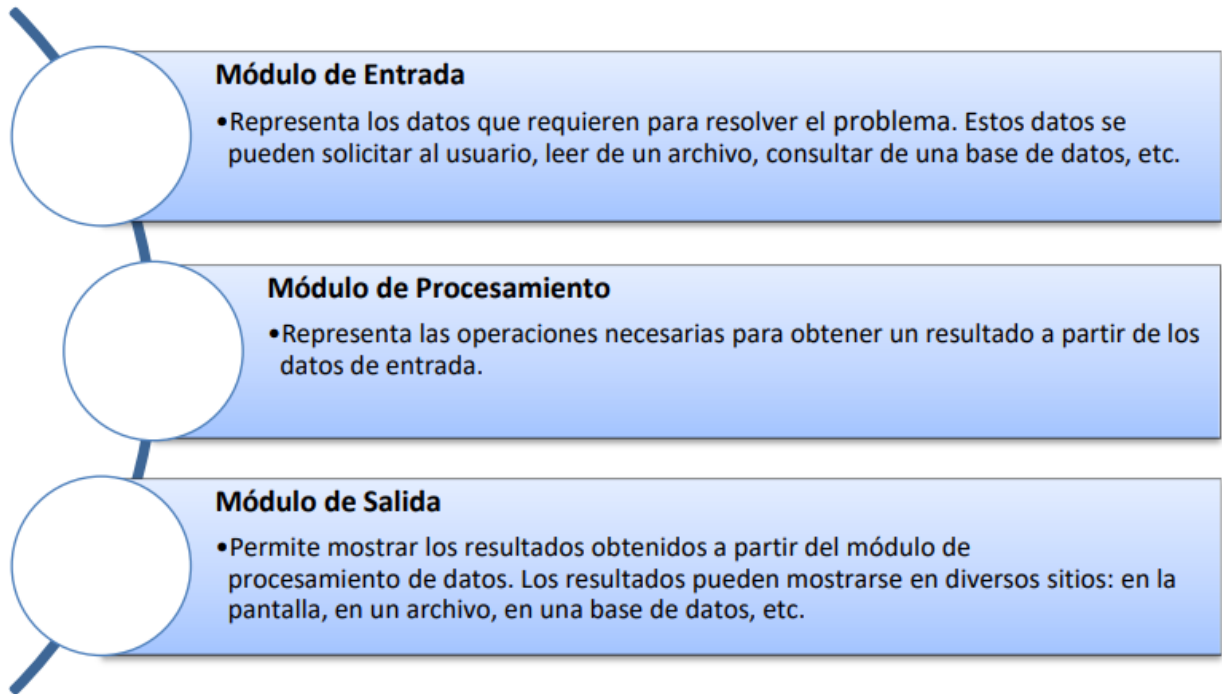 Módulo de Entrada
•Representa los datos que requieren para resolver el problema. Estos datos se
pueden solicitar al usuario, leer de un archivo, consultar de una base de datos, etc.
Módulo de Procesamiento
•Representa las operaciones necesarias para obtener un resultado a partir de los
datos de entrada.
Módulo de Salida
•Permite mostrar los resultados obtenidos a partir del módulo de
procesamiento de datos. Los resultados pueden mostrarse en diversos sitios: en la
pantalla, en un archivo, en una base de datos, etc.